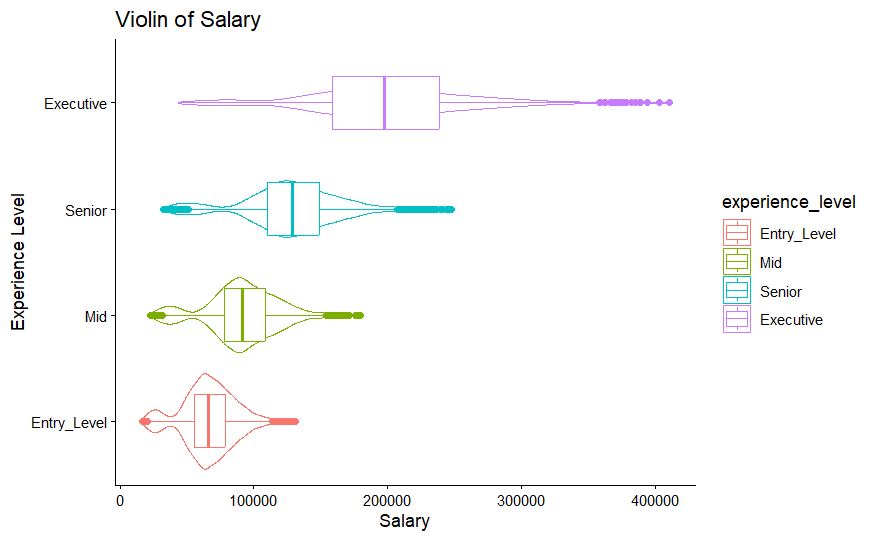 Violin of Salary
Experience Level
Executive
Senior
Mid
Entry_Level
0 100000 200000 300000 400000
Salary
experience_level
Entry_Level
Mid
Senior
Executive